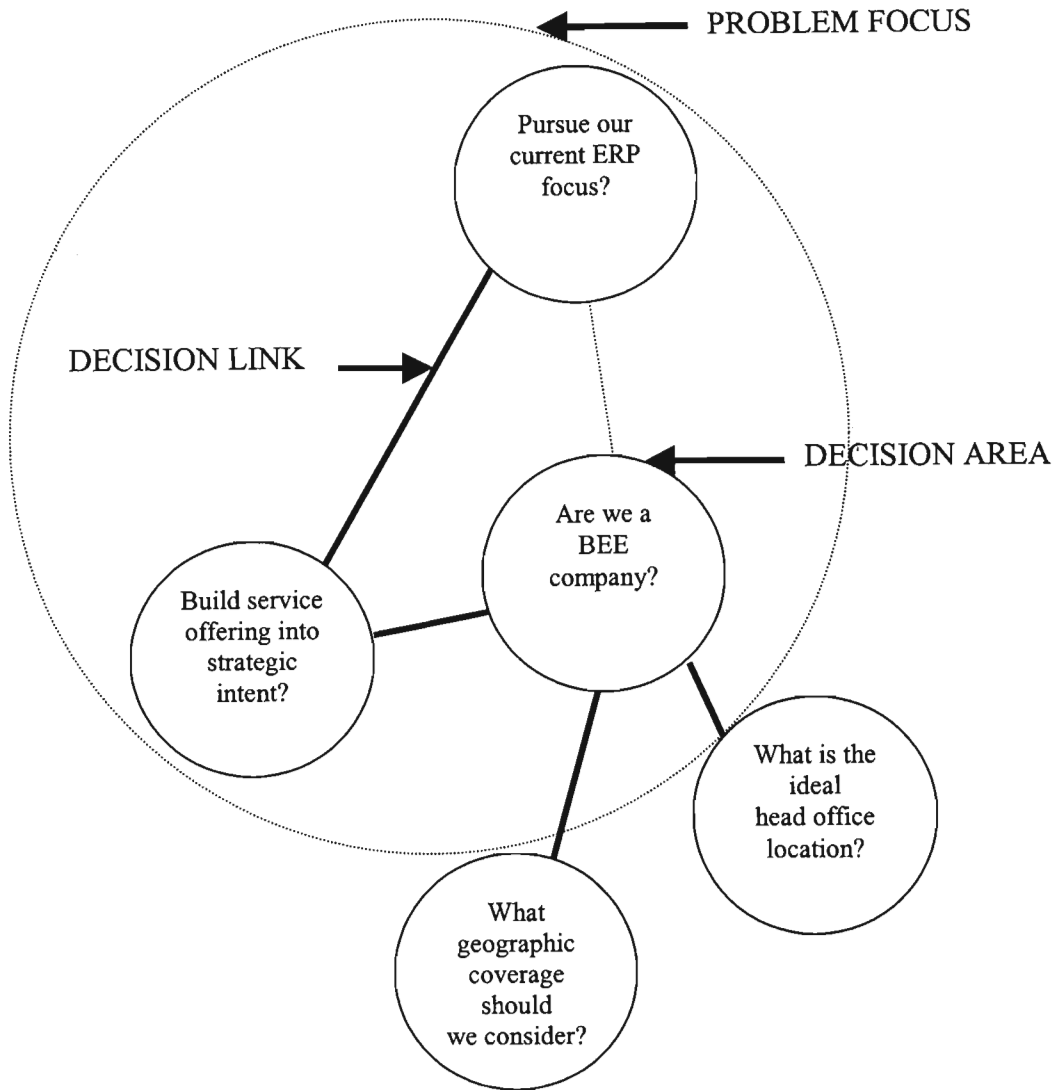 PROBLEM FOCUS
Pursue our
current ERP
focus?
DECISION LINK
DECISION AREA
Are we a
BEE
company?
Build service
offering into
strategic
intent?
What is the
ideal
head office
location?
What
geographic
coverage
should
we consider?